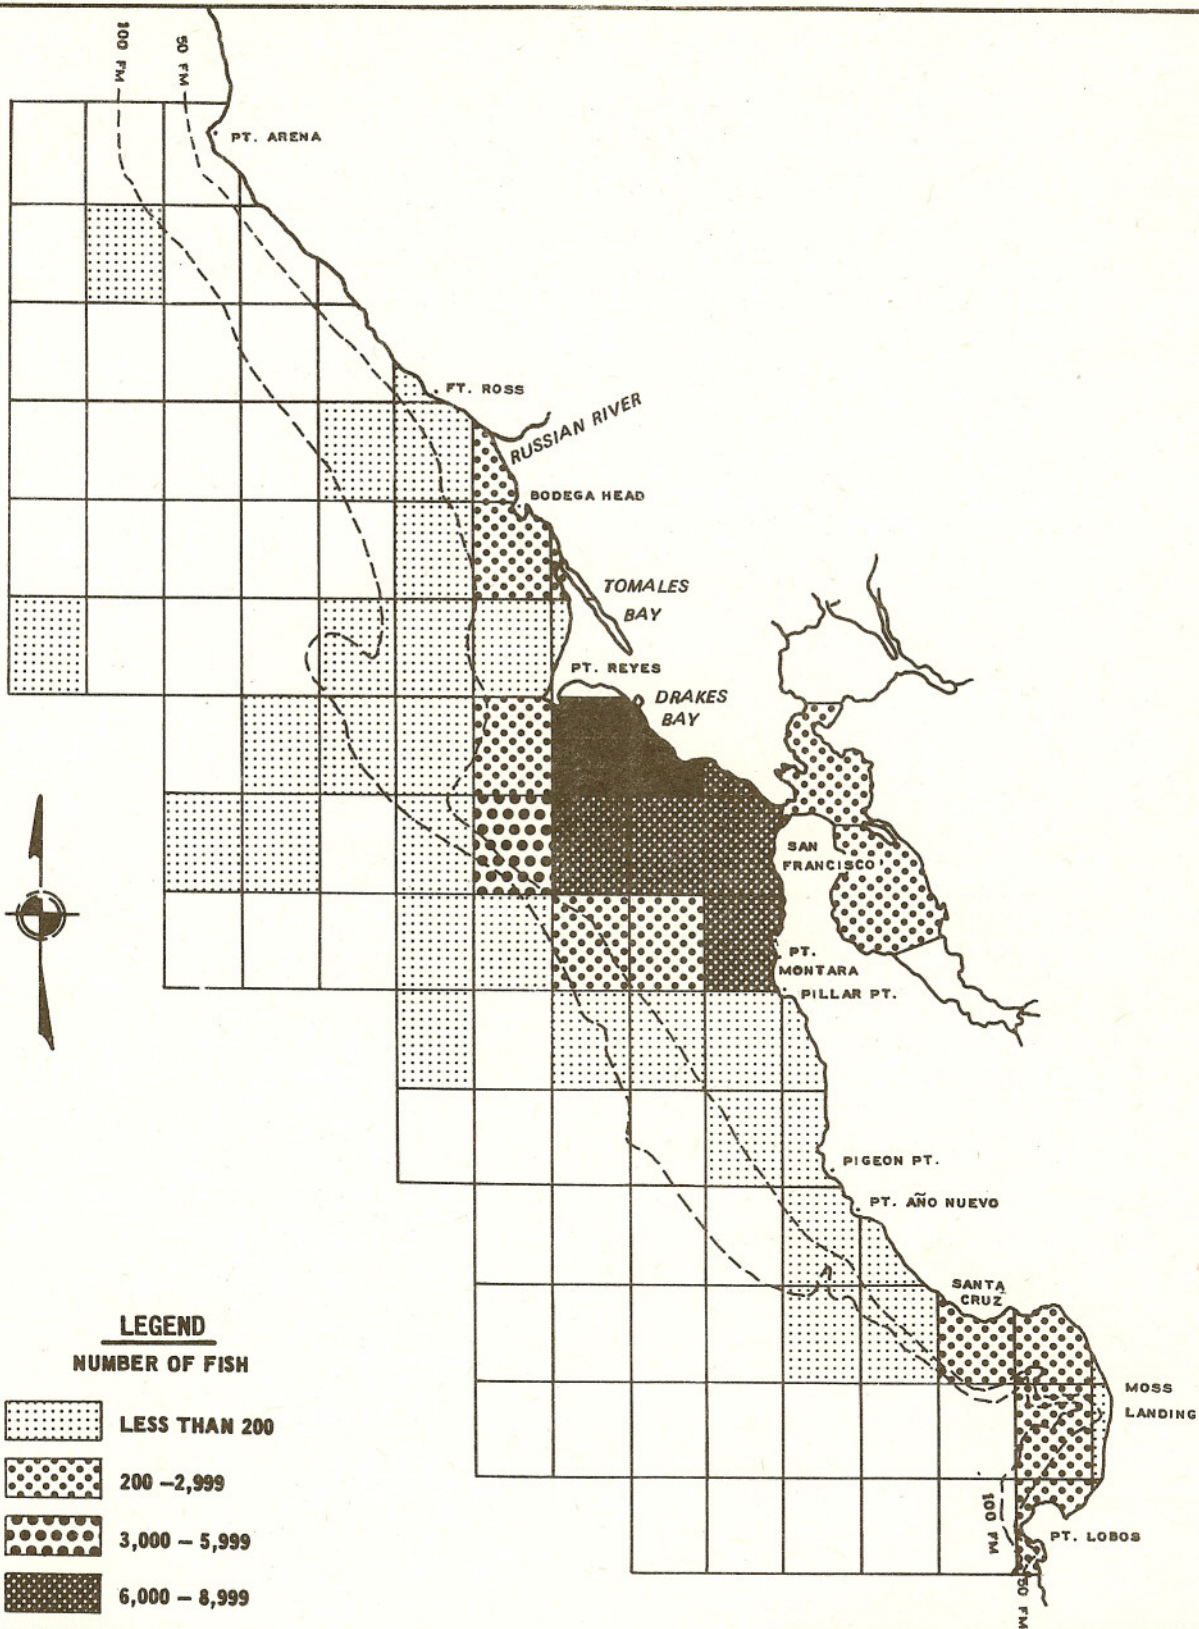 100 FM
50 FM
PT. ARENA
FT. ROSS
RUSSIAN RIVER
BODEGA HEAD
TOMALES
BAY
PT. REYES
DRAKES
BAY
SAN
FRANCISCO
PT.
MONTARA
PILLAR PT.
PIGEON PT.
PT. AÑO NUEVO
SANTA
CRUZ
MOSS
LANDING
100 FM
PT. LOBOS
50 FM
LEGEND
NUMBER OF FISH
LESS THAN 200
200 – 2,999
3,000 – 5,999
6,000 – 8,999